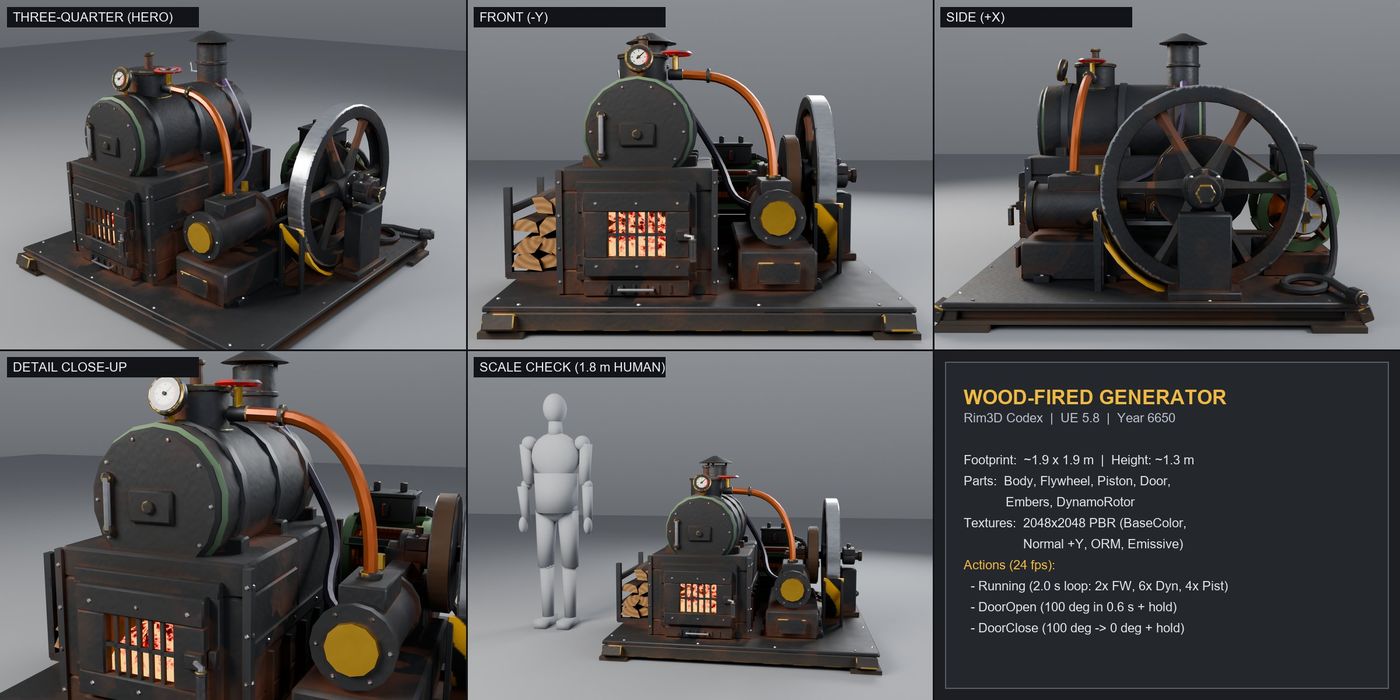 THREE-QUARTER (HERO)
FRONT (-Y)
SIDE (+X)
DETAIL CLOSE-UP
SCALE CHECK (1.8 m HUMAN)
WOOD-FIRED GENERATOR
Rim3D Codex | UE 5.8 | Year 6650
Footprint: ~1.9 x 1.9 m | Height: ~1.3 m
Parts: Body, Flywheel, Piston, Door,
Embers, DynamoRotor
Textures: 2048x2048 PBR (BaseColor,
Normal +Y, ORM, Emissive)
Actions (24 fps):
- Running (2.0 s loop: 2x FW, 6x Dyn, 4x Pist)
- DoorOpen (100 deg in 0.6 s + hold)
- DoorClose (100 deg -> 0 deg + hold)